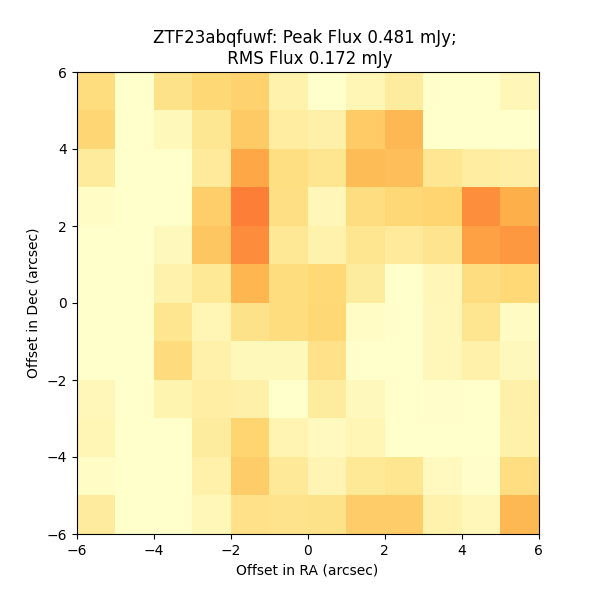 ZTF23abqfuwf: Peak Flux 0.481 mJy;
RMS Flux 0.172 mJy
6
4
2
0
−2
−4
−6
Offset in Dec (arcsec)
−6 −4 −2 0 2 4 6
Offset in RA (arcsec)